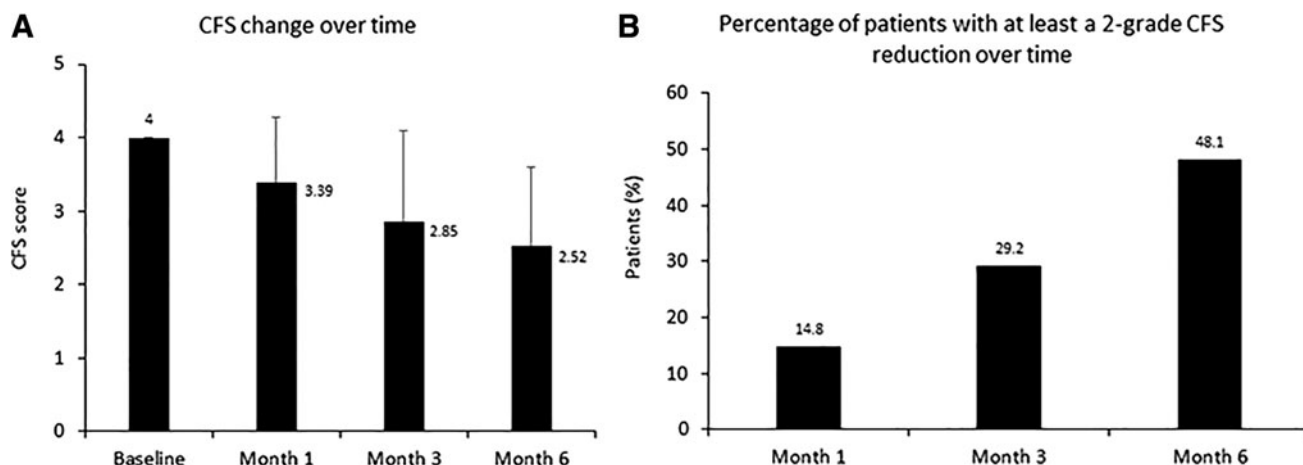 A
CFS change over time
CFS score
5
4
3
2
1
0
4
3.39
2.85
2.52
Baseline
Month 1
Month 3
Month 6
B
Percentage of patients with at least a 2-grade CFS
reduction over time
Patients (%)
60
50
40
30
20
10
0
14.8
29.2
48.1
Month 1
Month 3
Month 6